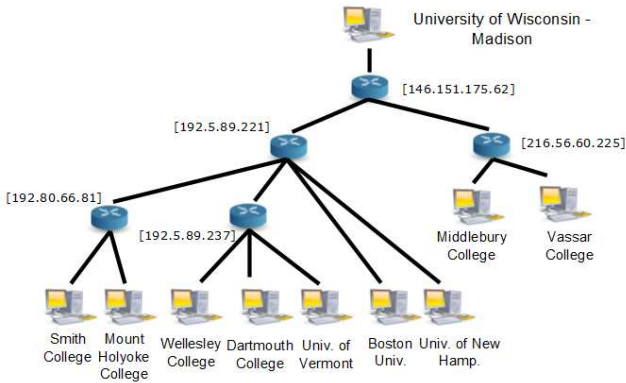 University of Wisconsin -
Madison
[146.151.175.62]
[192.5.89.221]
[216.56.60.225]
[192.80.66.81]
[192.5.89.237]
Middlebury
College
Vassar
College
Smith
College
Mount
Holyoke
College
Wellesley
College
Dartmouth
College
Univ. of
Vermont
Boston
Univ.
Univ. of New
Hamp.